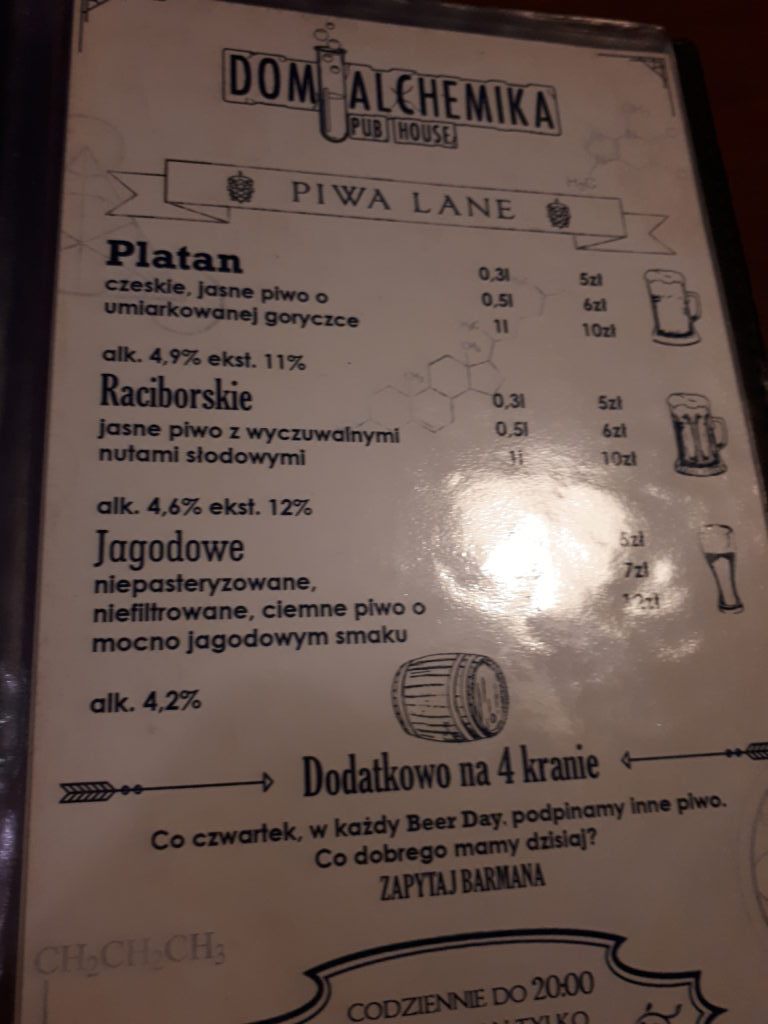 DOM ALCHEMIKA
PUB HOUSE
PIWA LANE
Platan
czeskie, jasne piwo o 0,3l 5zł
umiarkowanej goryczce 0,5l 6zł
1l 10zł
alk. 4,9% ekst. 11%
Raciborskie 0,3l 5zł
jasne piwo z wyczuwalnymi 0,5l 6zł
nutami słodowymi 1l 10zł
alk. 4,6% ekst. 12%
Jagodowe 5zł
niepasteryzowane, 7zł
niefiltrowane, ciemne piwo o 12zł
mocno jagodowym smaku
alk. 4,2%
Dodatkowo na 4 kranie
Co czwartek, w każdy Beer Day, podpinamy inne piwo.
Co dobrego mamy dzisiaj?
ZAPYTAJ BARMANA
CH₂CH₂CH₃
CODZIENNIE DO 20:00
TYLKO